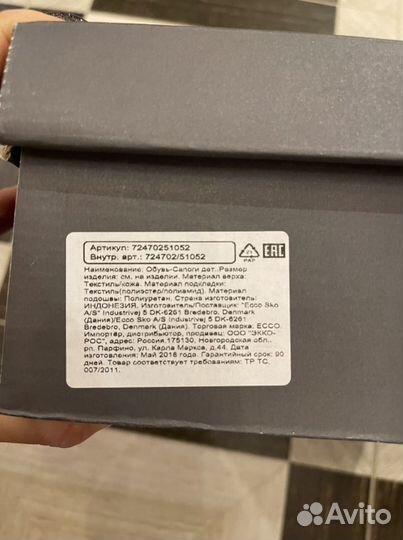 Артикул: 72470251052
Внутр. арт.: 724702/51052
PAP
EAC
Наименование: Обувь-Сапоги дет. Размер
изделия: см. на изделии. Материал верха:
Текстиль/кожа. Материал подкладки:
Текстиль(полиэстер/полиамид). Материал
подошвы: Полиуретан. Страна изготовитель:
ИНДОНЕЗИЯ. Изготовитель/Поставщик: "Ecco Sko
A/S" Industrivej 5 DK-6261 Bredebro, Denmark
(Дания)/Ecco Sko A/S Industrivej 5 DK-6261
Bredebro, Denmark (Дания). Торговая марка: ECCO.
Импортёр, дистрибьютор, продавец: ООО "ЭККО-
РОС", адрес: Россия,175130, Новгородская обл.,
рп. Парфино, ул. Карла Маркса, д.44. Дата
изготовления: Май 2018 года. Гарантийный срок: 90
дней. Товар соответствует требованиям ТР ТС
007/2011.
Avito